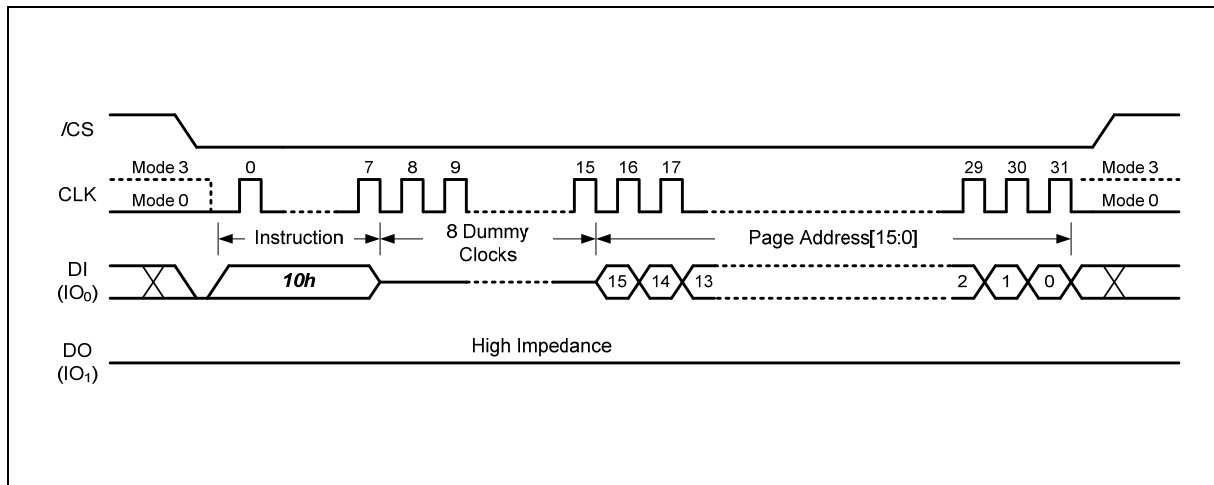 /CS
Mode 3 0 7 8 9 15 16 17 29 30 31 Mode 3
CLK
Mode 0 Mode 0
Instruction 8 Dummy Clocks Page Address[15:0]
DI
(IO₀)
10h 15 14 13 2 1 0
High Impedance
DO
(IO₁)